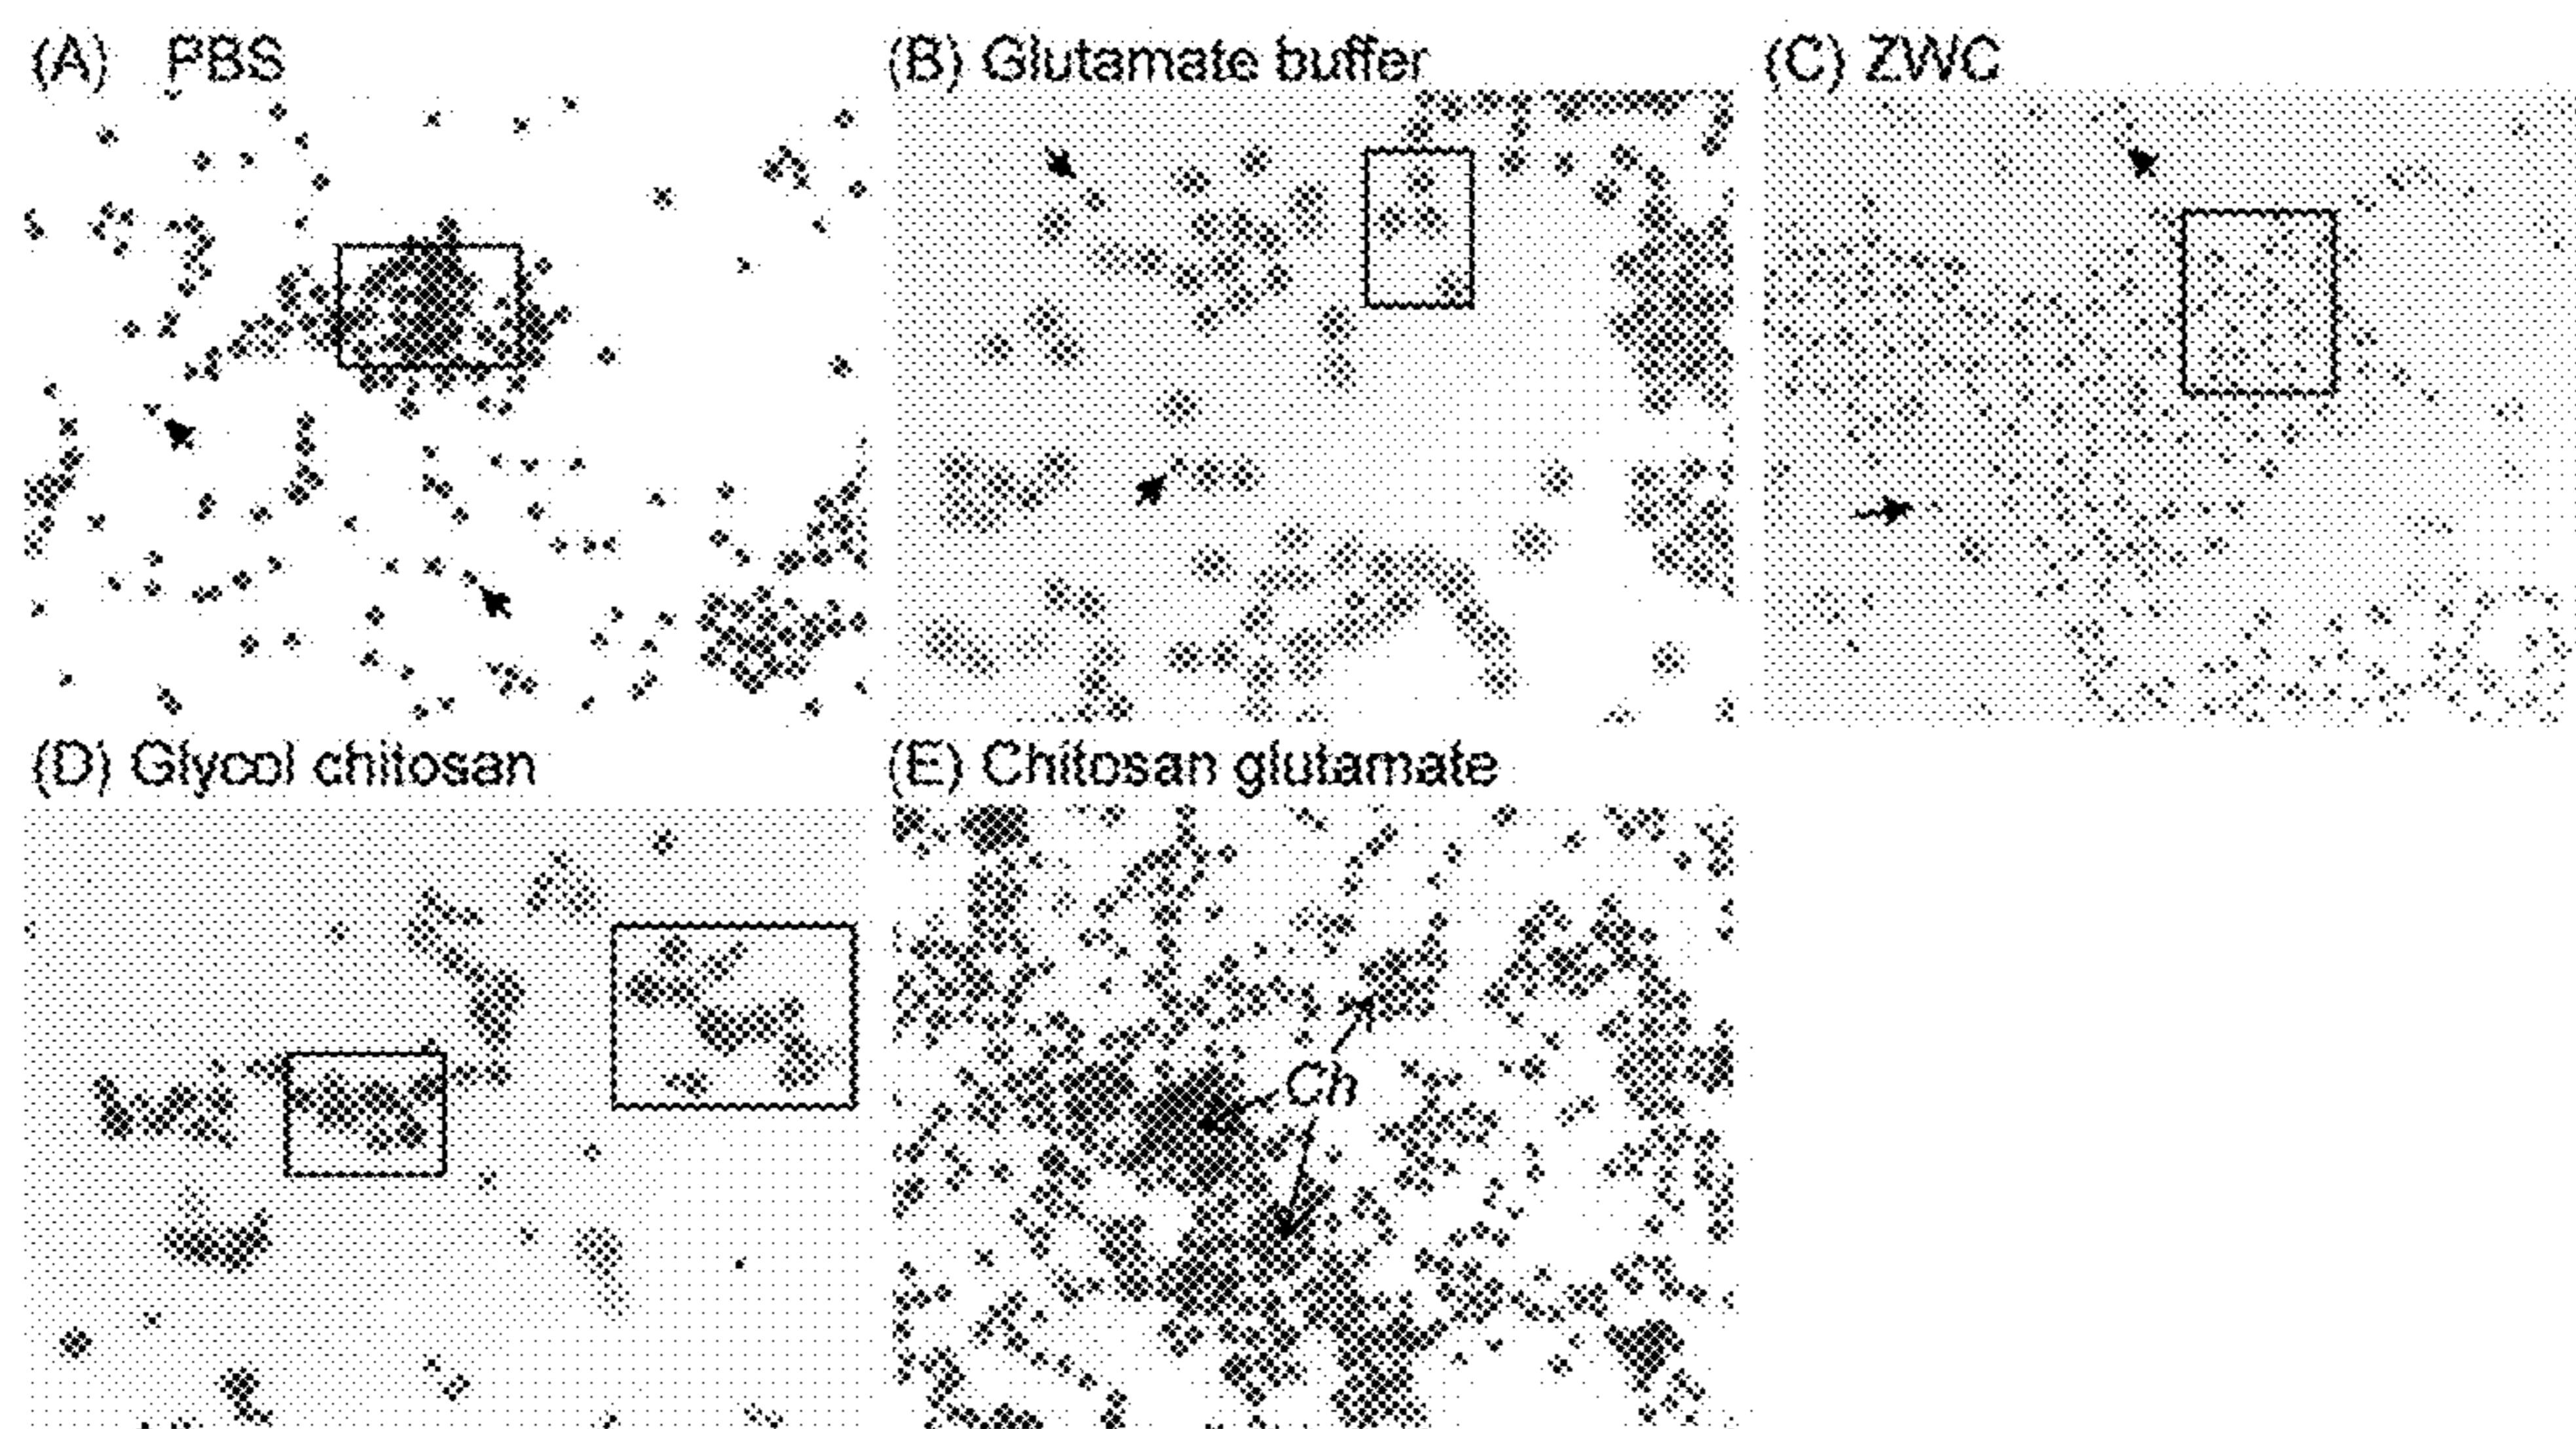 (A) PBS
(B) Glutamate buffer
(C) ZWC
(D) Glycol chitosan
(E) Chitosan glutamate
Ch